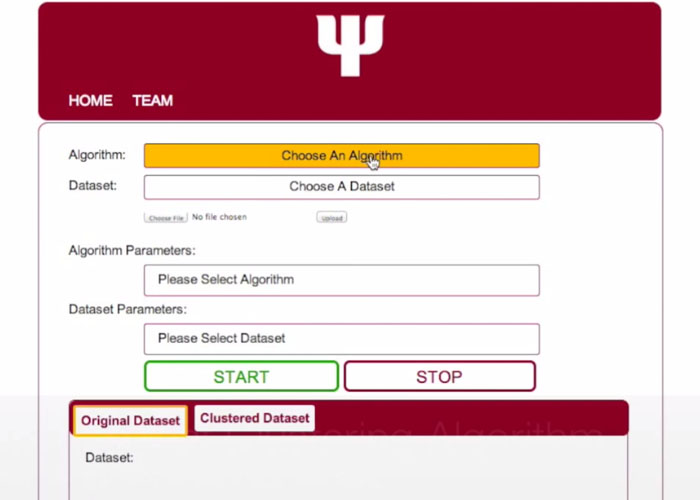 Ψ
HOME TEAM
Algorithm: Choose An Algorithm
Dataset: Choose A Dataset
Choose File No file chosen Upload
Algorithm Parameters:
Please Select Algorithm
Dataset Parameters:
Please Select Dataset
START STOP
Original Dataset Clustered Dataset
Clustering Algorithm
Dataset: